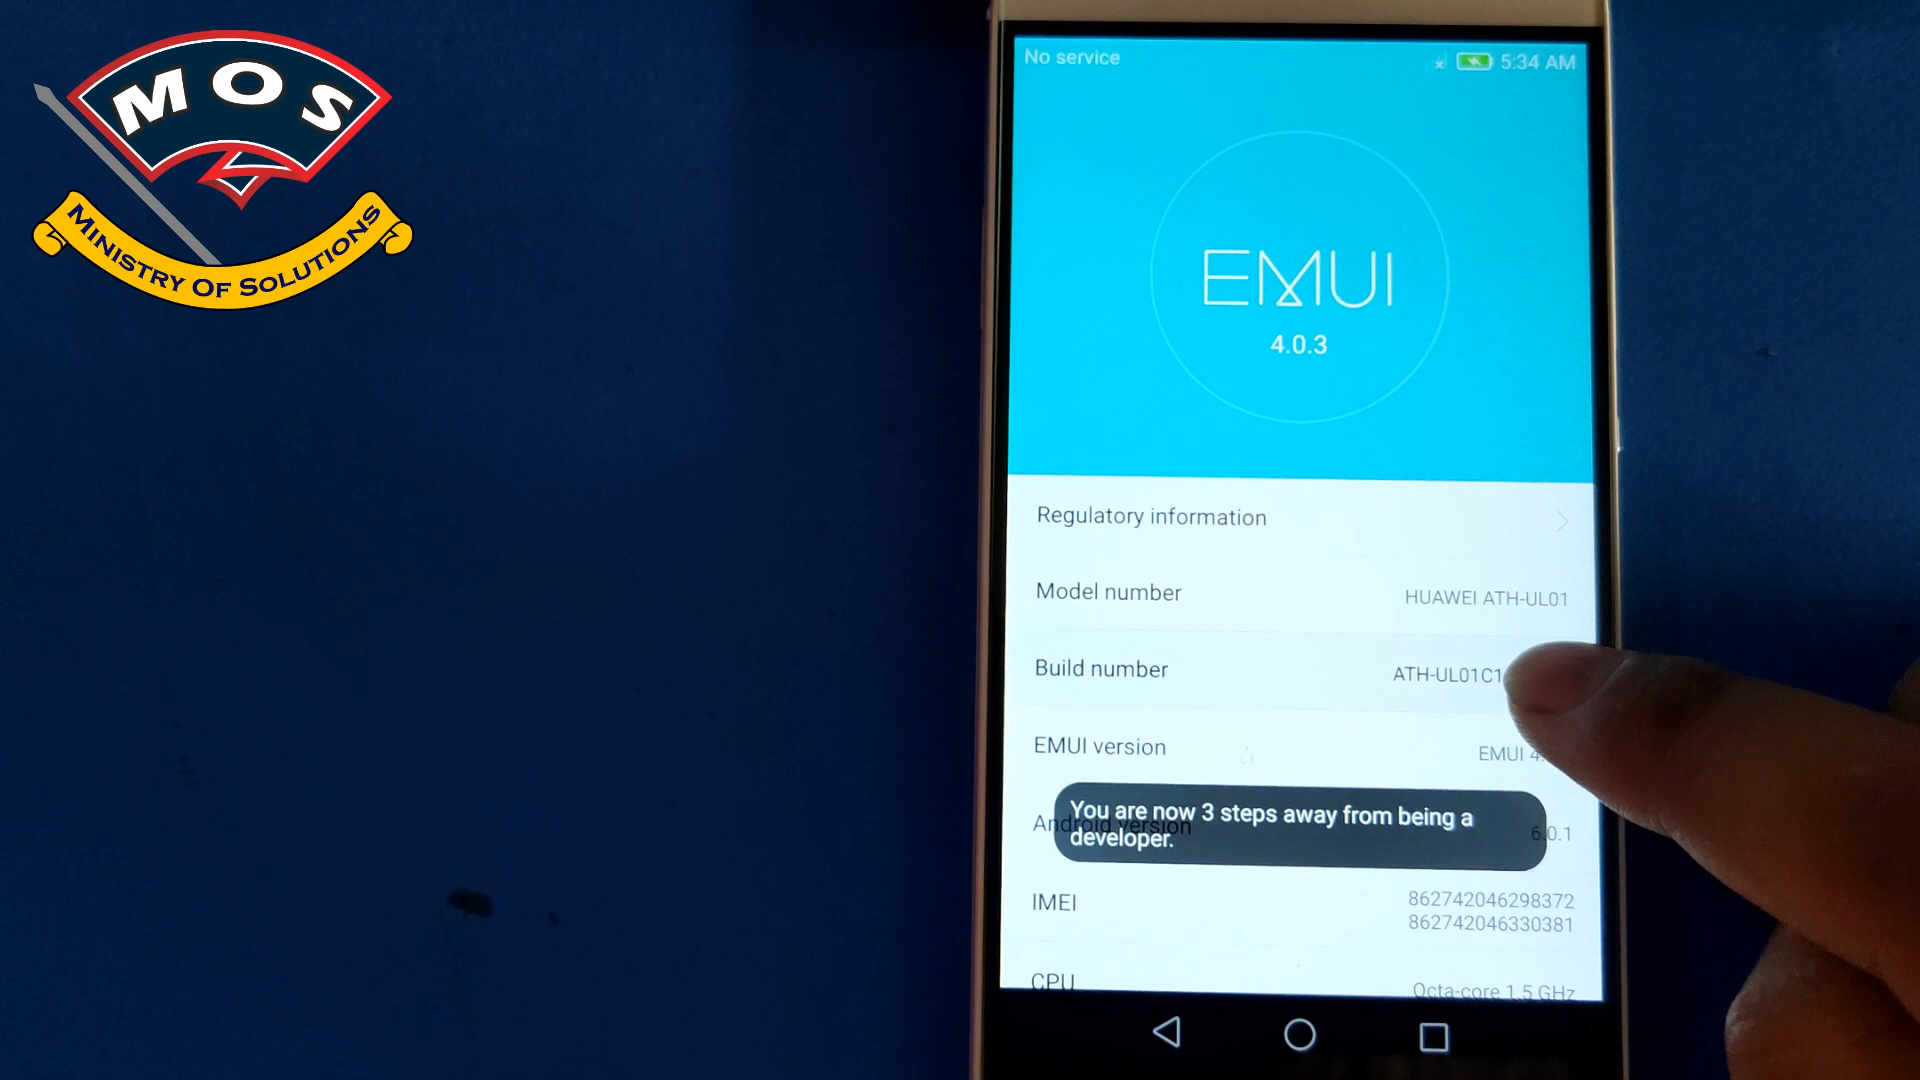 MOS
MINISTRY OF SOLUTIONS
No service
5:34 AM
EMUI
4.0.3
Regulatory information
Model number HUAWEI ATH-UL01
Build number ATH-UL01C1
EMUI version EMUI 4.
Android version 6.0.1
You are now 3 steps away from being a
developer.
IMEI 862742046298372
862742046330381
CPU Octa-core 1.5 GHz